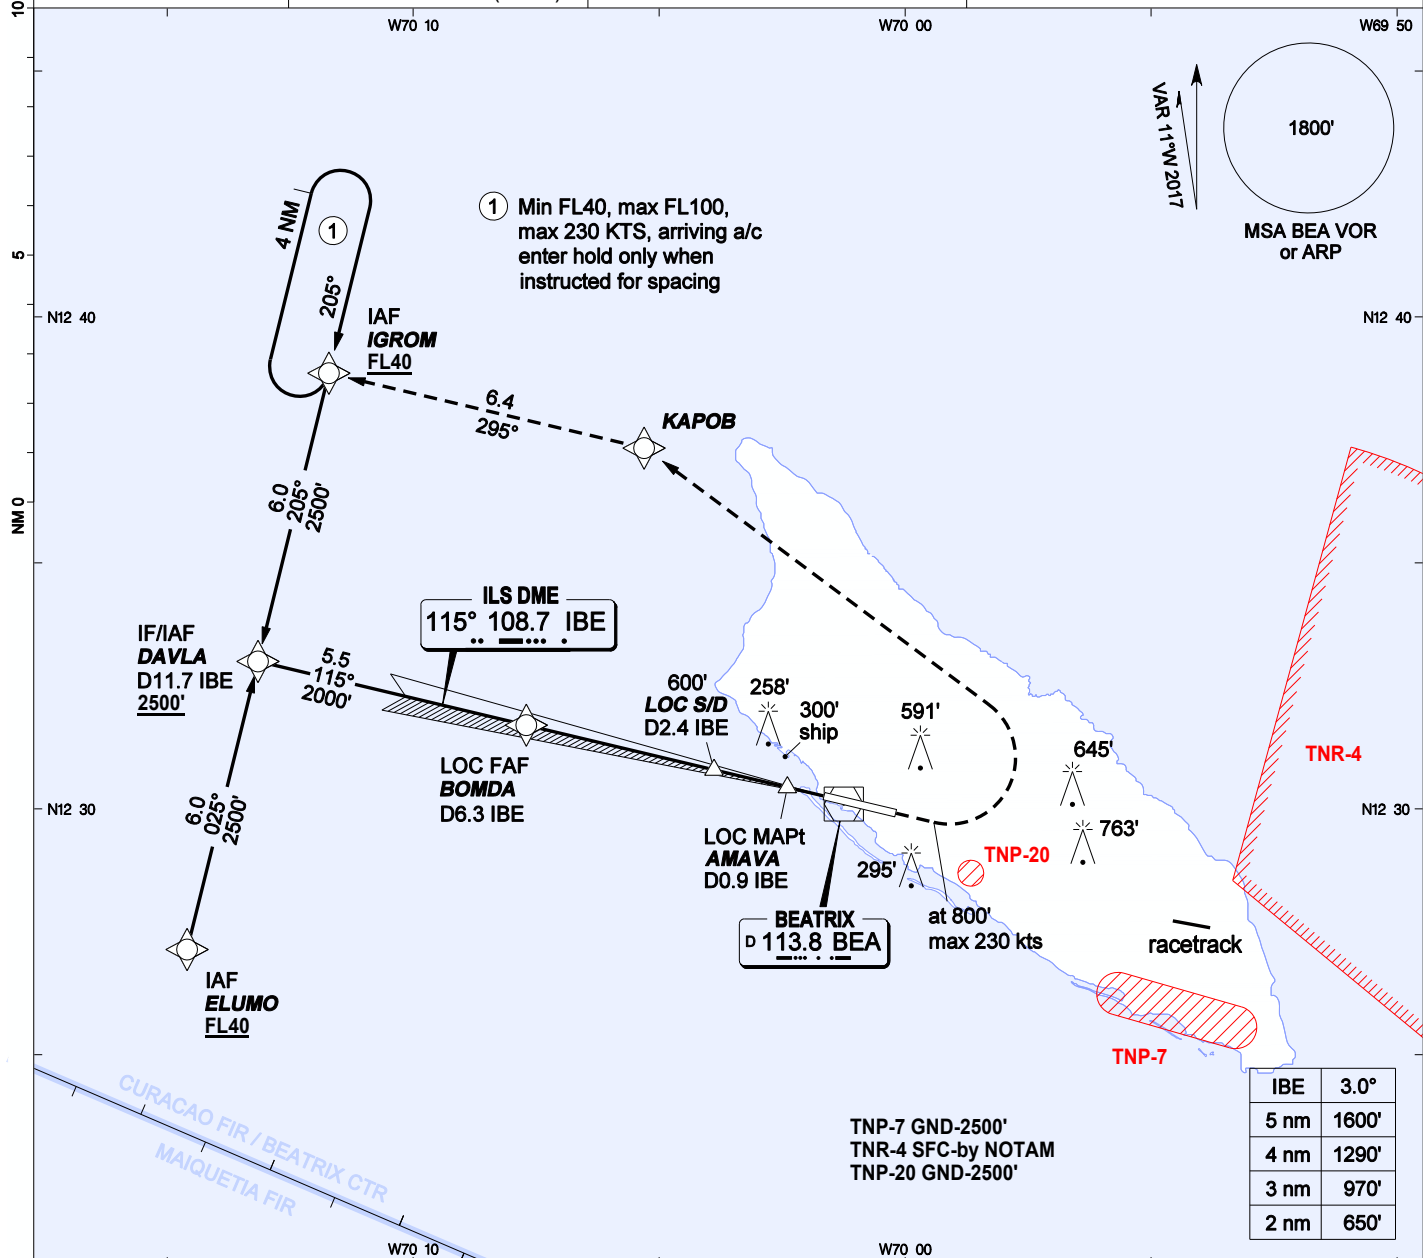 W70 10
W70 00
W69 50
10
5
NM 0
VAR 11°W 2017
1800'
MSA BEA VOR
or ARP
4 NM
1
205°
1 Min FL40, max FL100,
max 230 KTS, arriving a/c
enter hold only when
instructed for spacing
N12 40
N12 40
IAF
IGROM
FL40
6.4
295°
KAPOB
6.0
205°
2500'
ILS DME
115° 108.7 IBE
IF/IAF
DAVLA
D11.7 IBE
2500'
5.5
115°
2000'
600'
LOC S/D
D2.4 IBE
258'
300'
ship
591'
645'
763'
TNR-4
LOC FAF
BOMDA
D6.3 IBE
N12 30
N12 30
6.0
025°
2500'
LOC MAPt
AMAVA
D0.9 IBE
295'
TNP-20
BEATRIX
D 113.8 BEA
at 800'
max 230 kts
racetrack
IAF
ELUMO
FL40
TNP-7
CURACAO FIR / BEATRIX CTR
MAIQUETIA FIR
TNP-7 GND-2500'
TNR-4 SFC-by NOTAM
TNP-20 GND-2500'
IBE 3.0°
5 nm 1600'
4 nm 1290'
3 nm 970'
2 nm 650'
W70 10
W70 00